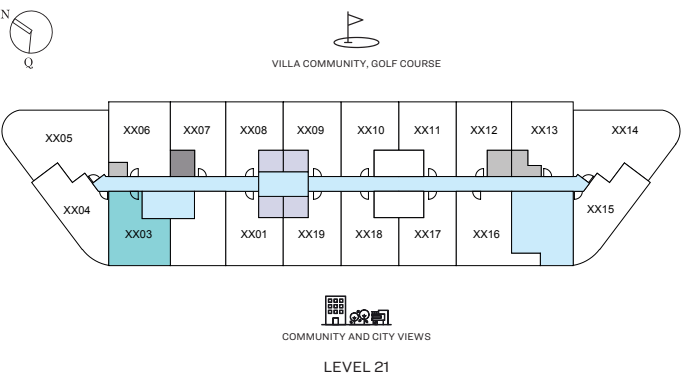 N
Q
VILLA COMMUNITY, GOLF COURSE
XX05 XX06 XX07 XX08 XX09 XX10 XX11 XX12 XX13 XX14
XX04 XX03 XX01 XX19 XX18 XX17 XX16 XX15
COMMUNITY AND CITY VIEWS
LEVEL 21